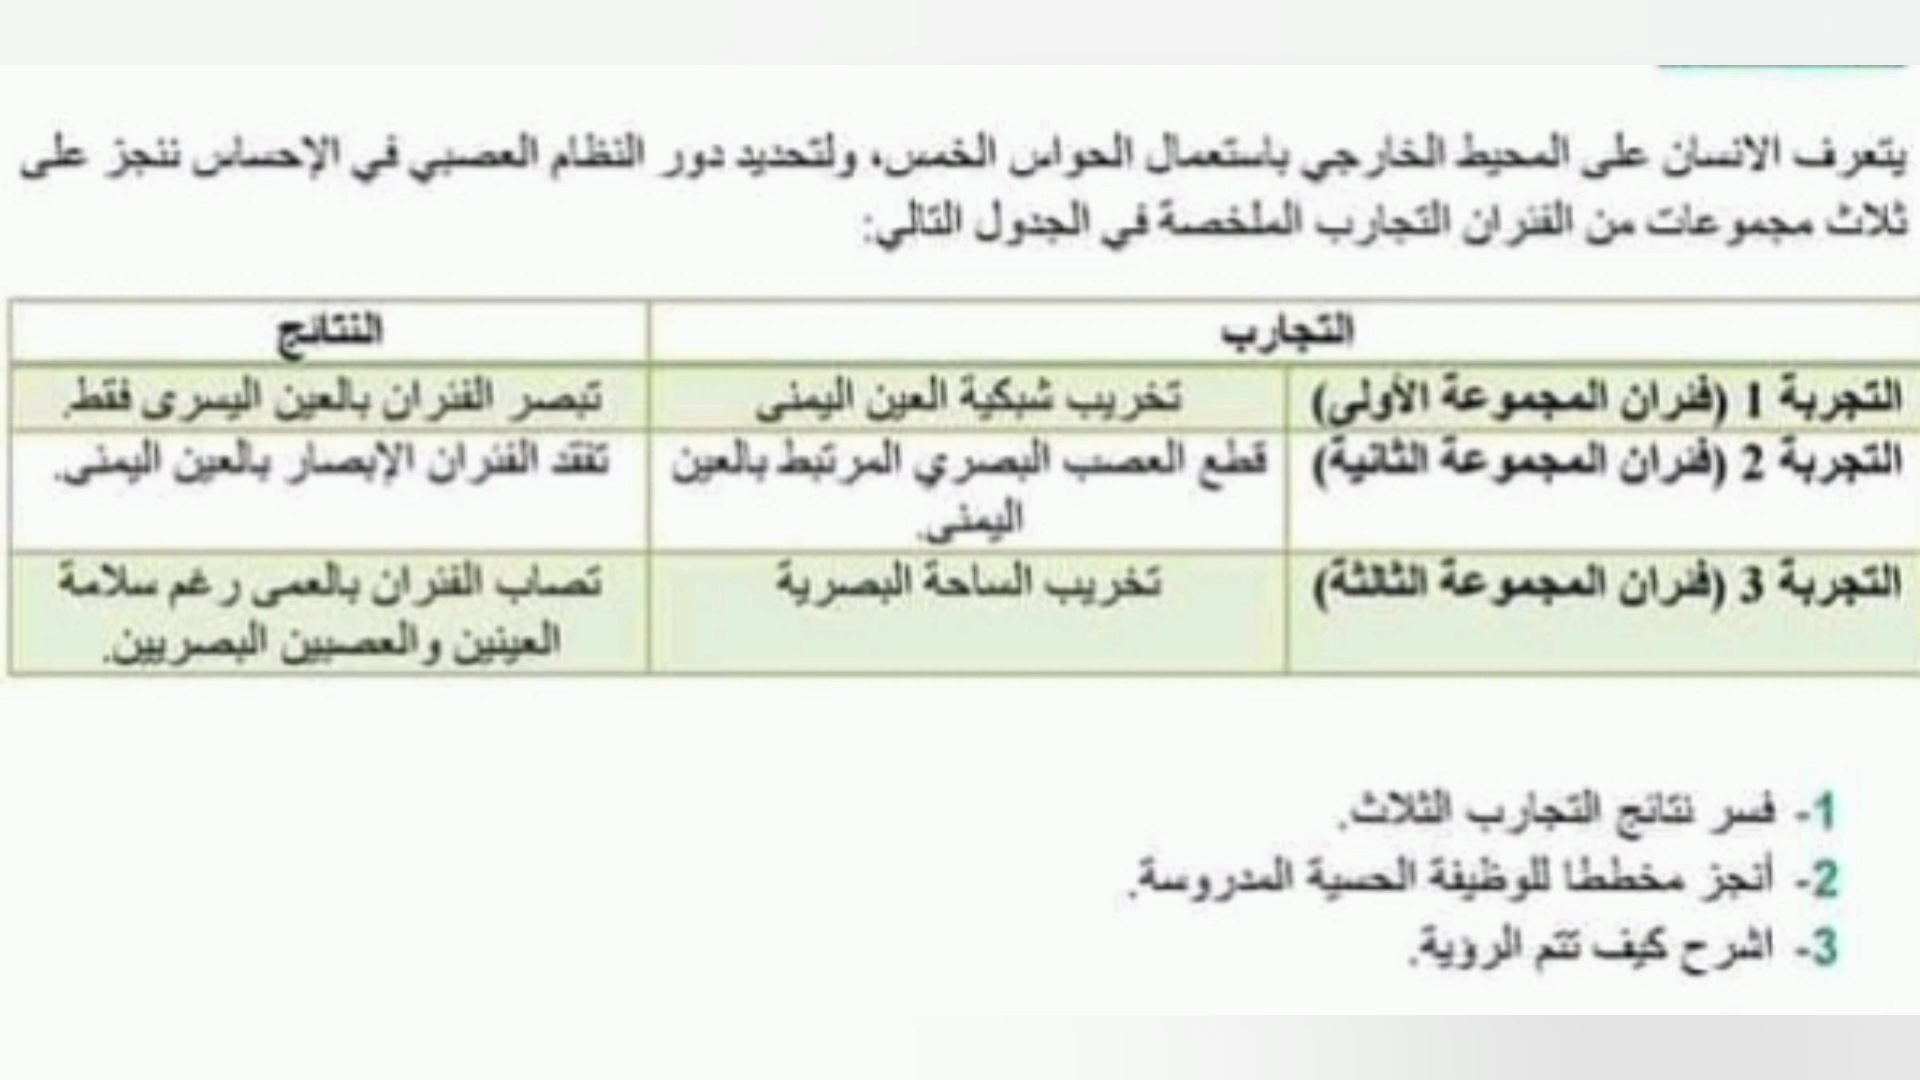 يتعرف الانسان على المحيط الخارجي باستعمال الحواس الخمس، ولتحديد دور النظام العصبي في الإحساس ننجز على
ثلاث مجموعات من الفئران التجارب الملخصة في الجدول التالي:
التجارب
النتائج
التجربة 1 (فئران المجموعة الأولى)
تخريب شبكية العين اليمنى
تبصر الفئران بالعين اليسرى فقط.
التجربة 2 (فئران المجموعة الثانية)
قطع العصب البصري المرتبط بالعين
اليمنى.
تفقد الفئران الإبصار بالعين اليمنى.
التجربة 3 (فئران المجموعة الثالثة)
تخريب الساحة البصرية
تصاب الفئران بالعمى رغم سلامة
العينين والعصبين البصريين.
1- فسر نتائج التجارب الثلاث.
2- أنجز مخططا للوظيفة الحسية المدروسة.
3- اشرح كيف تتم الرؤية.